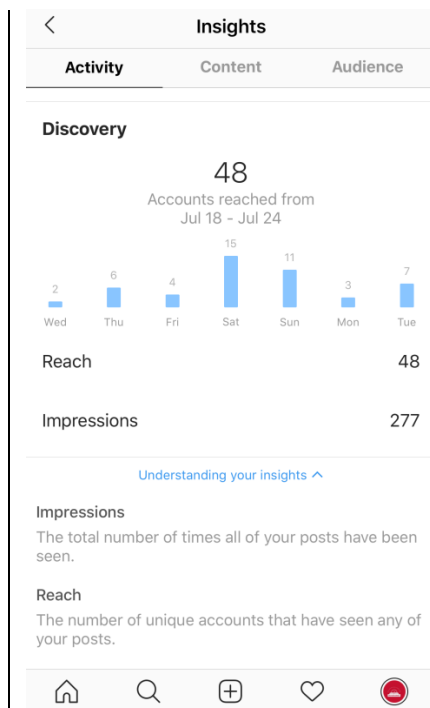 Insights
Activity Content Audience
Discovery
48
Accounts reached from
Jul 18 - Jul 24
15
11
7
6
4
3
2
Wed Thu Fri Sat Sun Mon Tue
Reach 48
Impressions 277
Understanding your insights
Impressions
The total number of times all of your posts have been
seen.
Reach
The number of unique accounts that have seen any of
your posts.